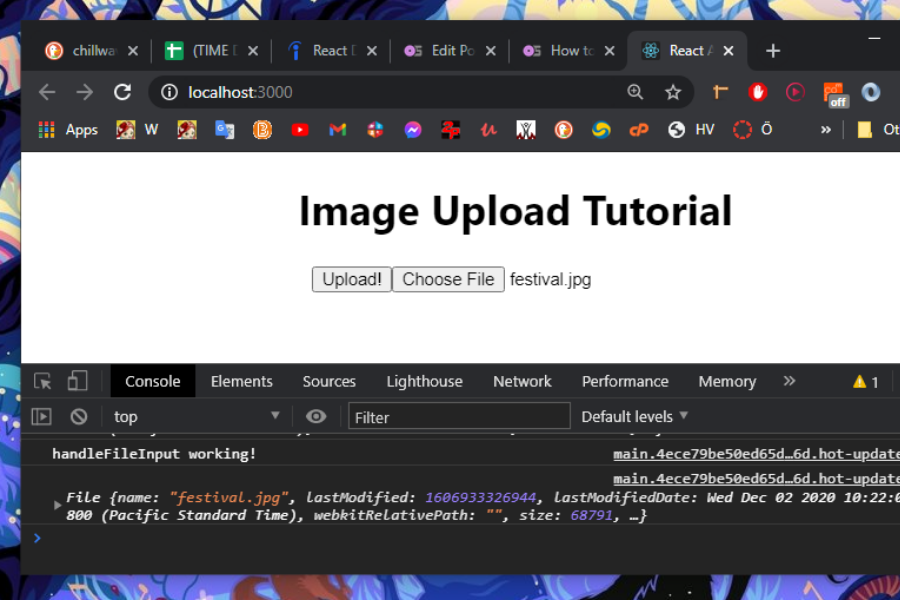 chillwa (TIME D React D Edit Po How to React A
localhost:3000
off
Apps W HV Ö » Ot
Image Upload Tutorial
Upload! Choose File festival.jpg
Console Elements Sources Lighthouse Network Performance Memory » 1
top Filter Default levels
handleFileInput working! main.4ece79be50ed65d…6d.hot-update
main.4ece79be50ed65d…6d.hot-update
File {name: "festival.jpg", lastModified: 1606933326944, lastModifiedDate: Wed Dec 02 2020 10:22:0
800 (Pacific Standard Time), webkitRelativePath: "", size: 68791, …}